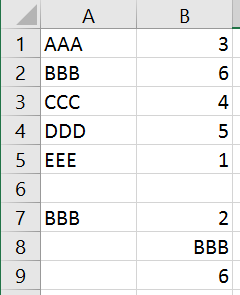 A B
1 AAA 3
2 BBB 6
3 CCC 4
4 DDD 5
5 EEE 1
6
7 BBB 2
8 BBB
9 6